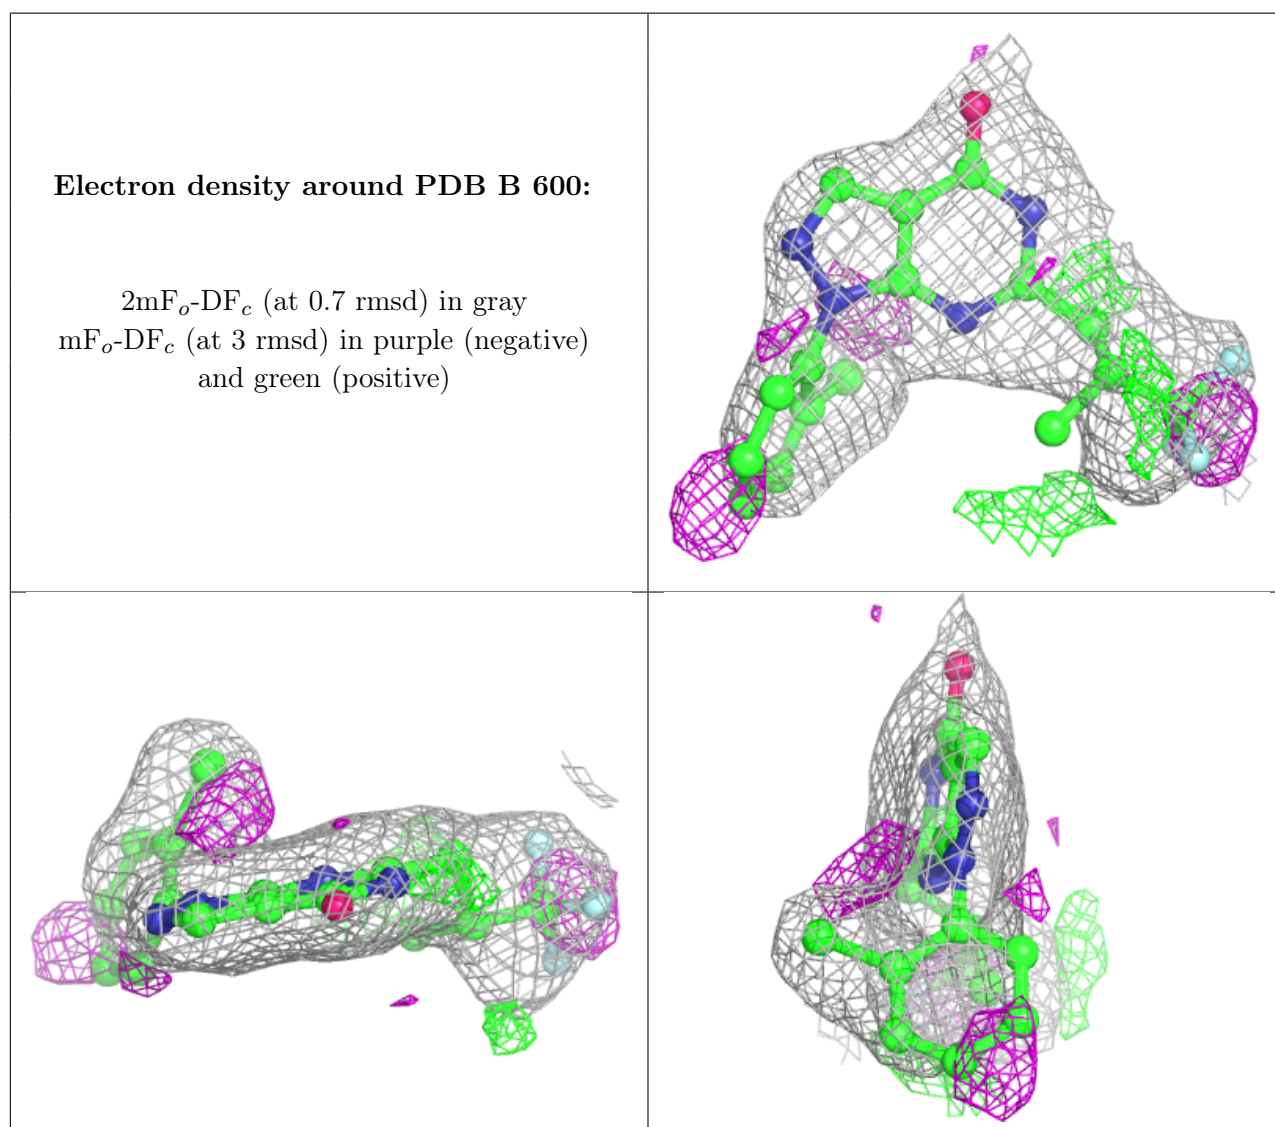 Electron density around PDB B 600:
2mFo-DFc (at 0.7 rmsd) in gray
mFo-DFc (at 3 rmsd) in purple (negative)
and green (positive)